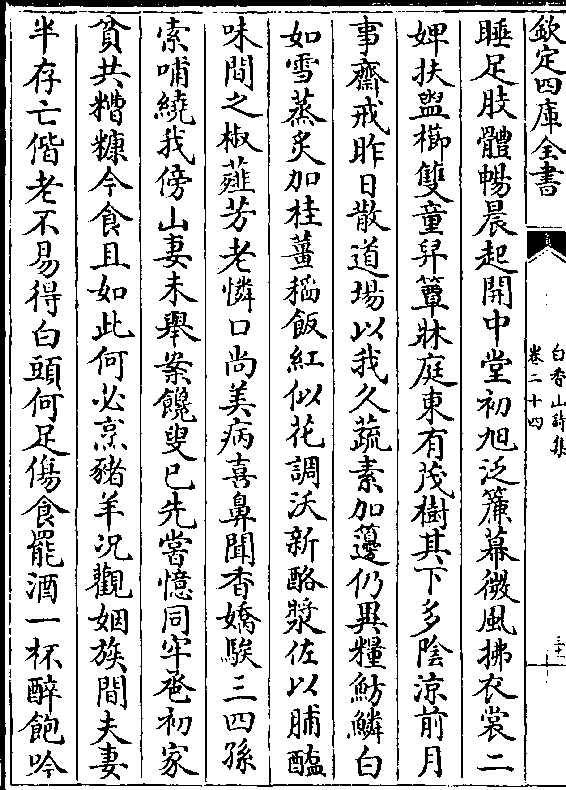 欽定四庫全書
白香山詩集
卷二十四
三十一
睡足肢體暢晨起開中堂初旭泛簾幕微風拂衣裳二
婢扶盥櫛雙童舁簟牀庭東有茂樹其下多陰涼前月
事齋戒昨日散道場以我久蔬素加籩仍異糧魴鱗白
如雪蒸炙加桂薑稻飯紅似花調沃新酪漿佐以脯醢
味間之椒薤芳老憐口尚美病喜鼻聞香嬌騃三四孫
索哺繞我傍山妻未舉案饞叟已先嘗憶同牢卺初家
貧共糟糠今食且如此何必烹豬羊况觀姻族間夫妻
半存亡偕老不易得白頭何足傷食罷酒一杯醉飽吟